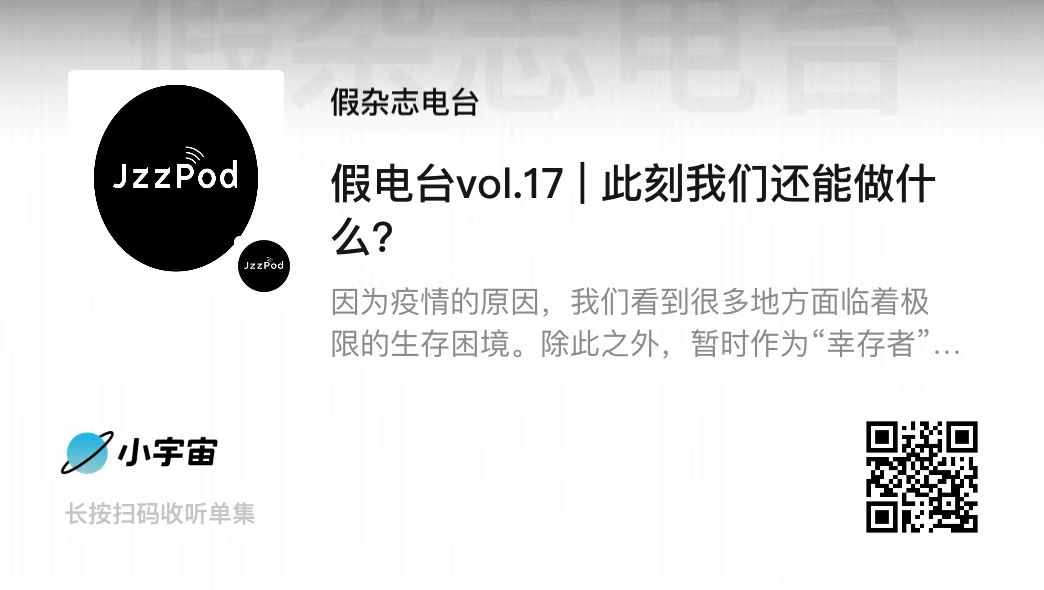 假杂志电台
JzzPod
假杂志电台
假电台vol.17 | 此刻我们还能做什
么?
JzzPod
因为疫情的原因，我们看到很多地方面临着极
限的生存困境。除此之外，暂时作为“幸存者”...
小宇宙
长按扫码收听单集